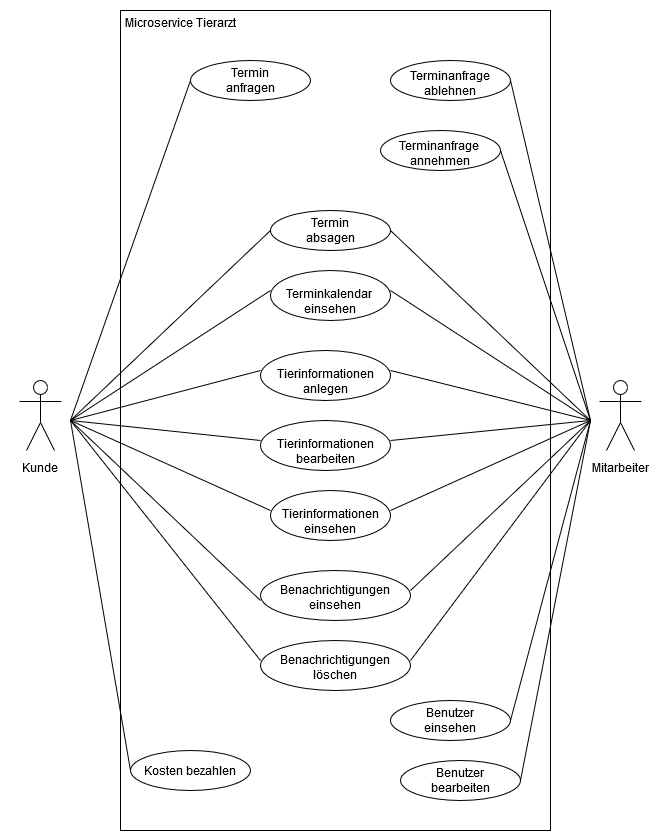 Microservice Tierarzt
Termin
anfragen
Terminanfrage
ablehnen
Terminanfrage
annehmen
Termin
absagen
Terminkalendar
einsehen
Tierinformationen
anlegen
Tierinformationen
bearbeiten
Tierinformationen
einsehen
Kunde
Mitarbeiter
Benachrichtigungen
einsehen
Benachrichtigungen
löschen
Benutzer
einsehen
Kosten bezahlen
Benutzer
bearbeiten